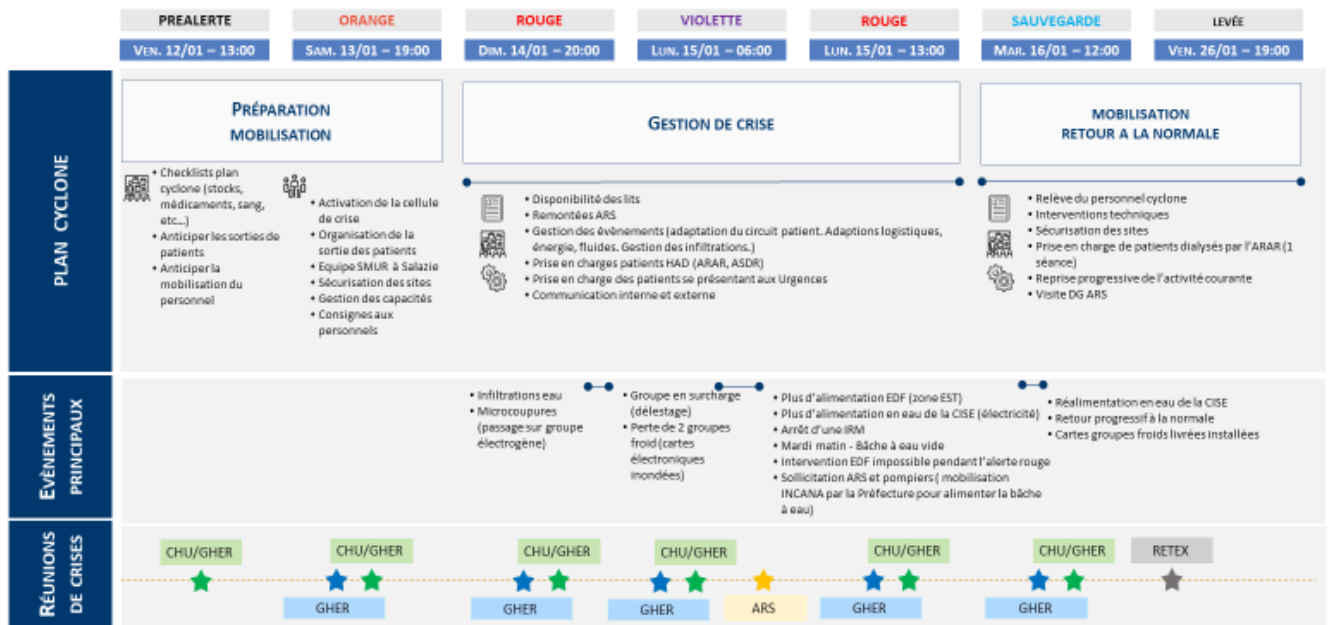 PREALERTE
ORANGE
ROUGE
VIOLETTE
ROUGE
SAUVEGARDE
LEVÉE
VEN. 12/01 – 13:00
SAM. 13/01 – 19:00
DIM. 14/01 – 20:00
LUN. 15/01 – 06:00
LUN. 15/01 – 13:00
MAR. 16/01 – 12:00
VEN. 26/01 – 19:00
PLAN CYCLONE
PRÉPARATION
MOBILISATION
GESTION DE CRISE
MOBILISATION
RETOUR A LA NORMALE
• Checklists plan
cyclone (stocks,
médicaments, sang,
etc...)
• Anticiper les sorties de
patients
• Anticiper la
mobilisation du
personnel
• Activation de la cellule
de crise
• Organisation de la
sortie des patients
• Equipe SMUR à Salazie
• Sécurisation des sites
• Gestion des capacités
• Consignes aux
personnels
• Disponibilité des lits
• Remontées ARS
• Gestion des évènements (adaptation du circuit patient. Adaptions logistiques,
énergie, fluides. Gestion des infiltrations.)
• Prise en charges patients HAD (ARAR, ASDR)
• Prise en charge des patients se présentant aux Urgences
• Communication interne et externe
• Relève du personnel cyclone
• Interventions techniques
• Sécurisation des sites
• Prise en charge de patients dialysés par l'ARAR (1
séance)
• Reprise progressive de l'activité courante
• Visite DG ARS
EVÈNEMENTS
PRINCIPAUX
• Infiltrations eau
• Microcoupures
(passage sur groupe
électrogène)
• Groupe en surcharge
(délestage)
• Perte de 2 groupes
froid (cartes
électroniques
inondées)
• Plus d'alimentation EDF (zone EST)
• Plus d'alimentation en eau de la CISE (électricité)
• Arrêt d'une IRM
• Mardi matin - Bâche à eau vide
• Intervention EDF impossible pendant l'alerte rouge
• Sollicitation ARS et pompiers ( mobilisation
INCANA par la Préfecture pour alimenter la bâche
à eau)
• Réalimentation en eau de la CISE
• Retour progressif à la normale
• Cartes groupes froids livrées installées
RÉUNIONS
DE CRISES
CHU/GHER
CHU/GHER
CHU/GHER
CHU/GHER
CHU/GHER
CHU/GHER
RETEX
GHER
GHER
GHER
ARS
GHER
GHER